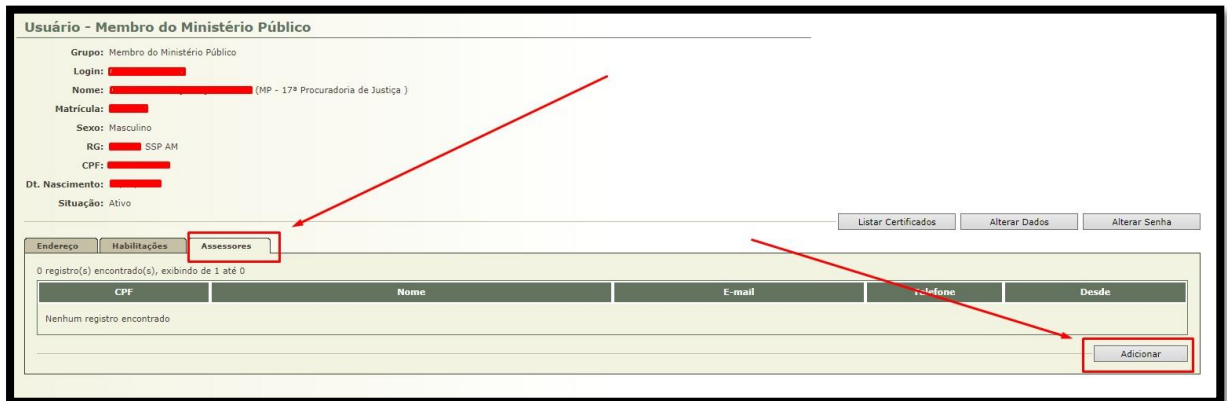 Usuário - Membro do Ministério Público
Grupo: Membro do Ministério Público
Login:
Nome: (MP - 17ª Procuradoria de Justiça )
Matrícula:
Sexo: Masculino
RG: SSP AM
CPF:
Dt. Nascimento:
Situação: Ativo
Listar Certificados Alterar Dados Alterar Senha
Endereço Habilitações Assessores
0 registro(s) encontrado(s), exibindo de 1 até 0
CPF Nome E-mail Telefone Desde
Nenhum registro encontrado
Adicionar